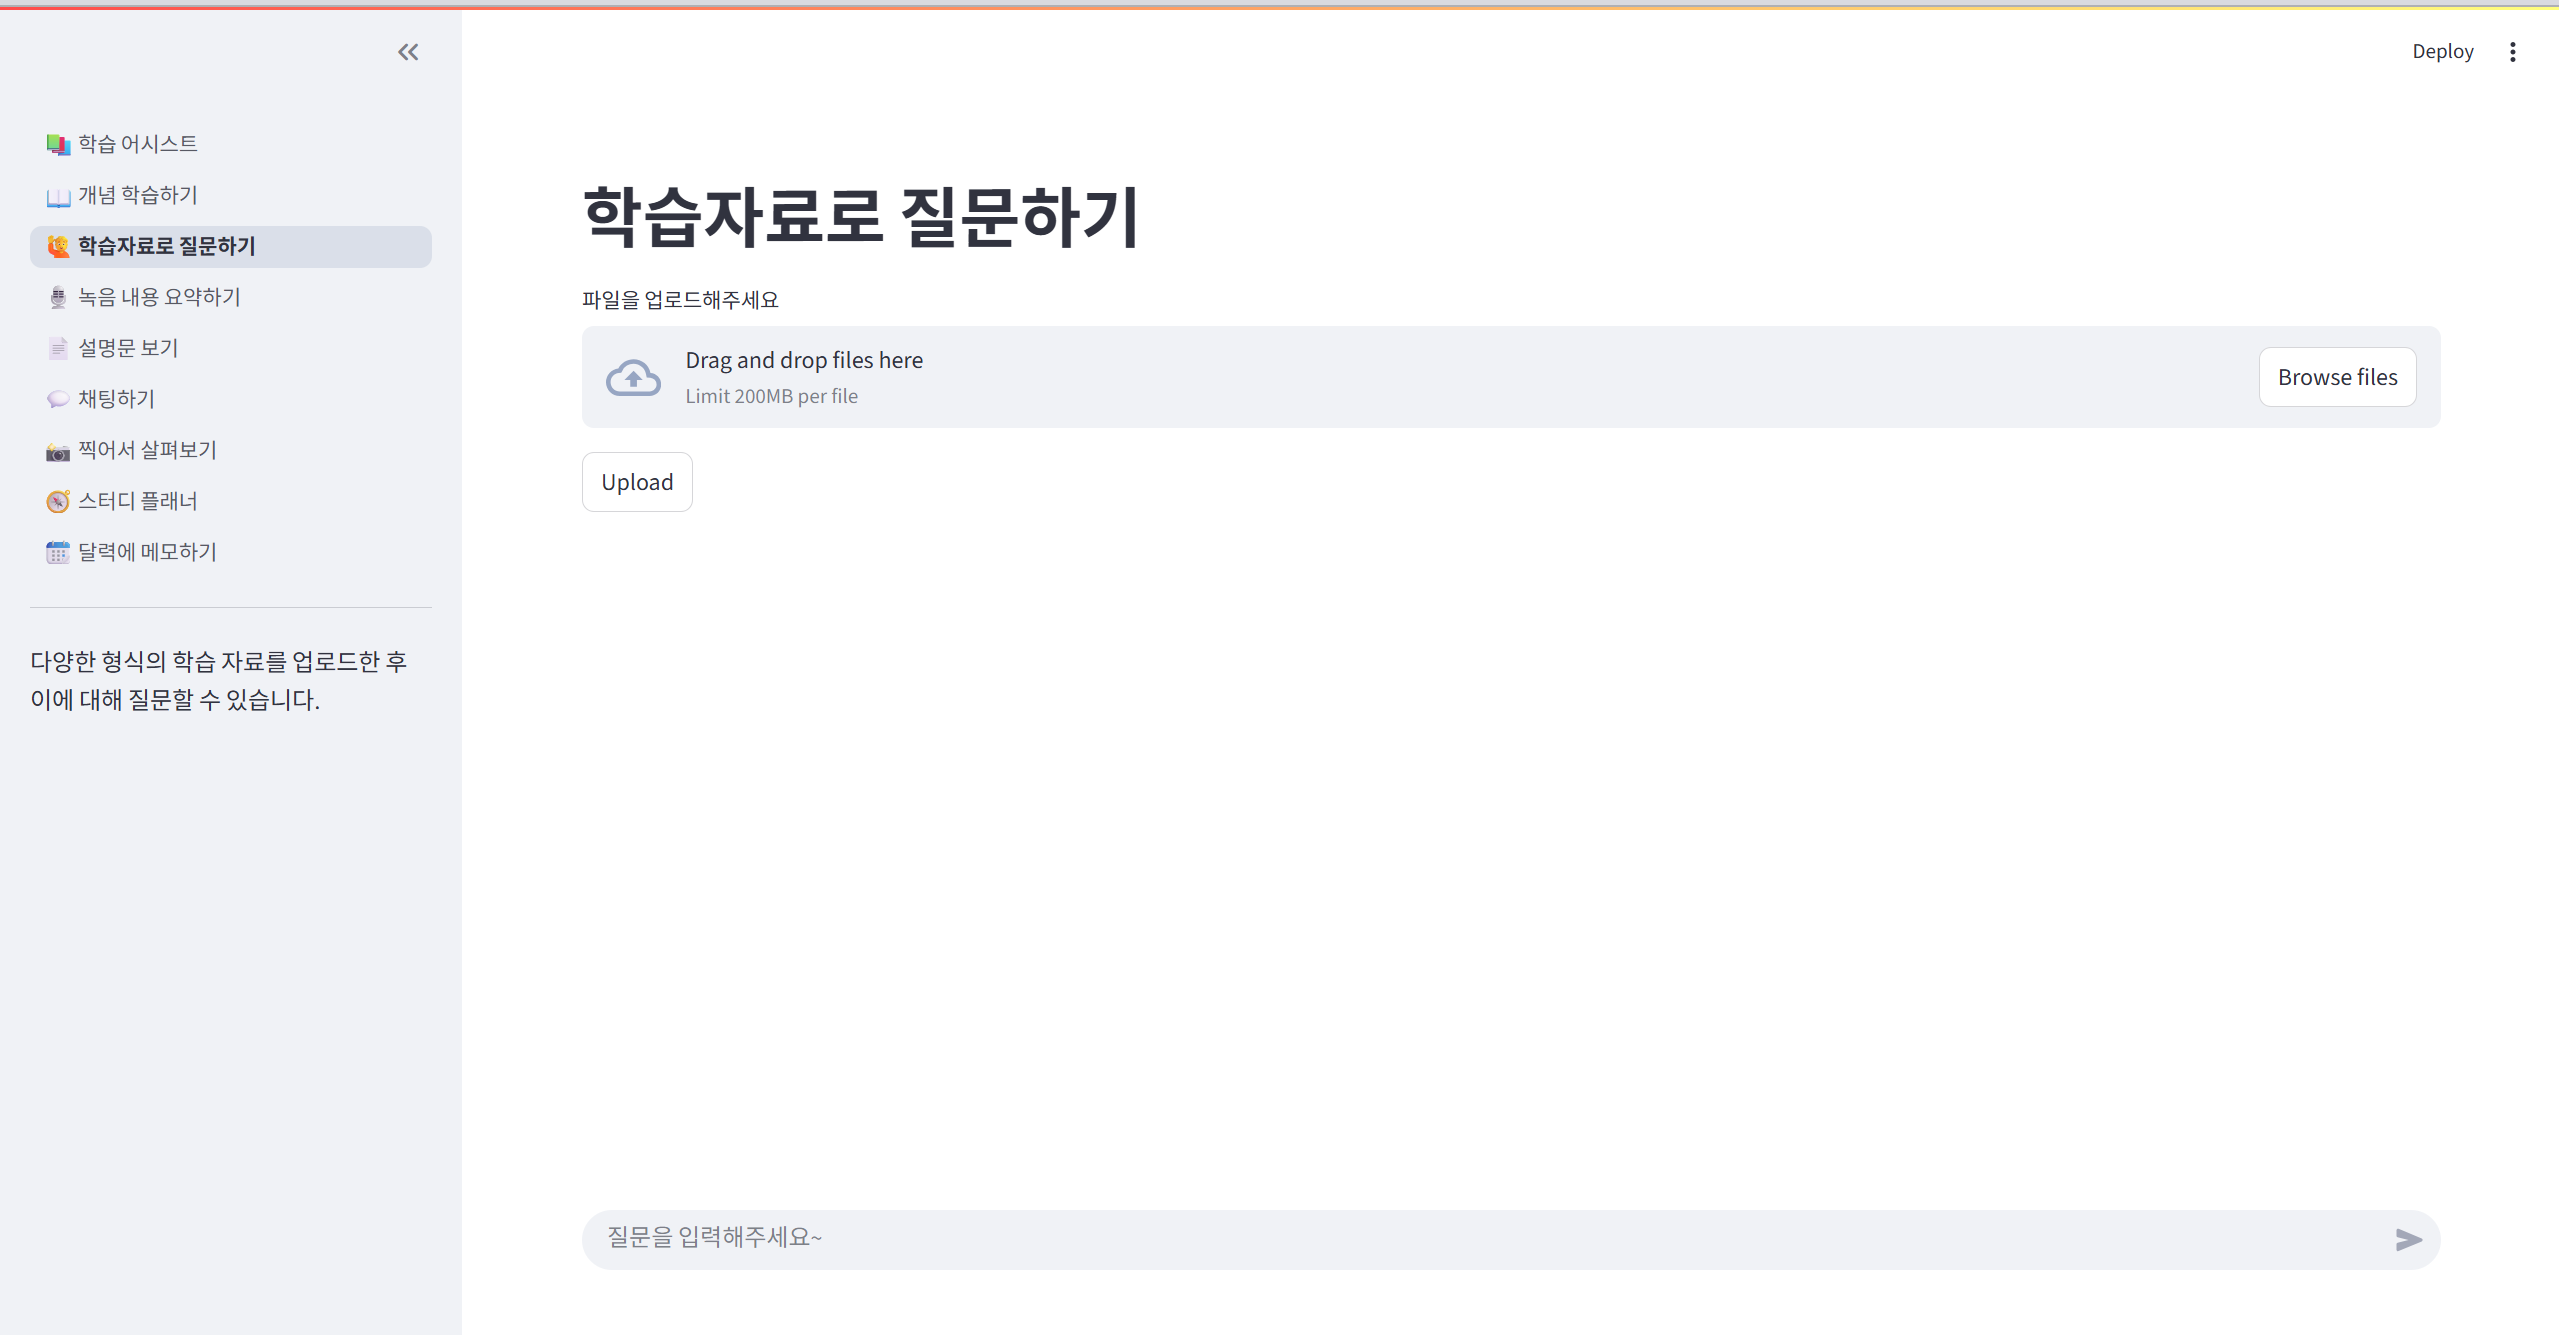 Deploy
학습 어시스트
개념 학습하기
학습자료로 질문하기
녹음 내용 요약하기
설명문 보기
채팅하기
찍어서 살펴보기
스터디 플래너
달력에 메모하기
다양한 형식의 학습 자료를 업로드한 후
이에 대해 질문할 수 있습니다.
학습자료로 질문하기
파일을 업로드해주세요
Drag and drop files here
Limit 200MB per file
Browse files
Upload
질문을 입력해주세요~